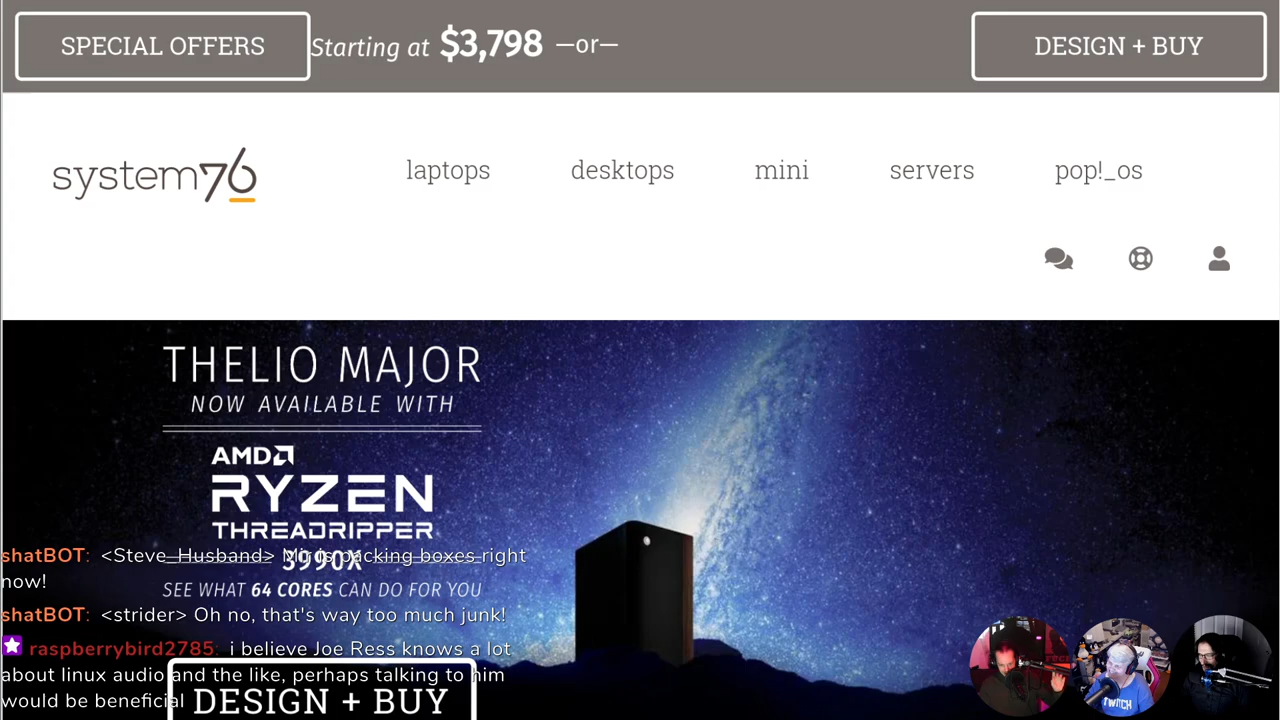 SPECIAL OFFERS
Starting at $3,798 —or—
DESIGN + BUY
system76
laptops
desktops
mini
servers
pop!_os
THELIO MAJOR
NOW AVAILABLE WITH
AMD
RYZEN
THREADRIPPER
3990X
SEE WHAT 64 CORES CAN DO FOR YOU
DESIGN + BUY
shatBOT: <Steve_Husband> packing boxes right
now!
shatBOT: <strider> Oh no, that's way too much junk!
raspberrybird2785: i believe Joe Ress knows a lot
about linux audio and the like, perhaps talking to him
would be beneficial
TWITCH